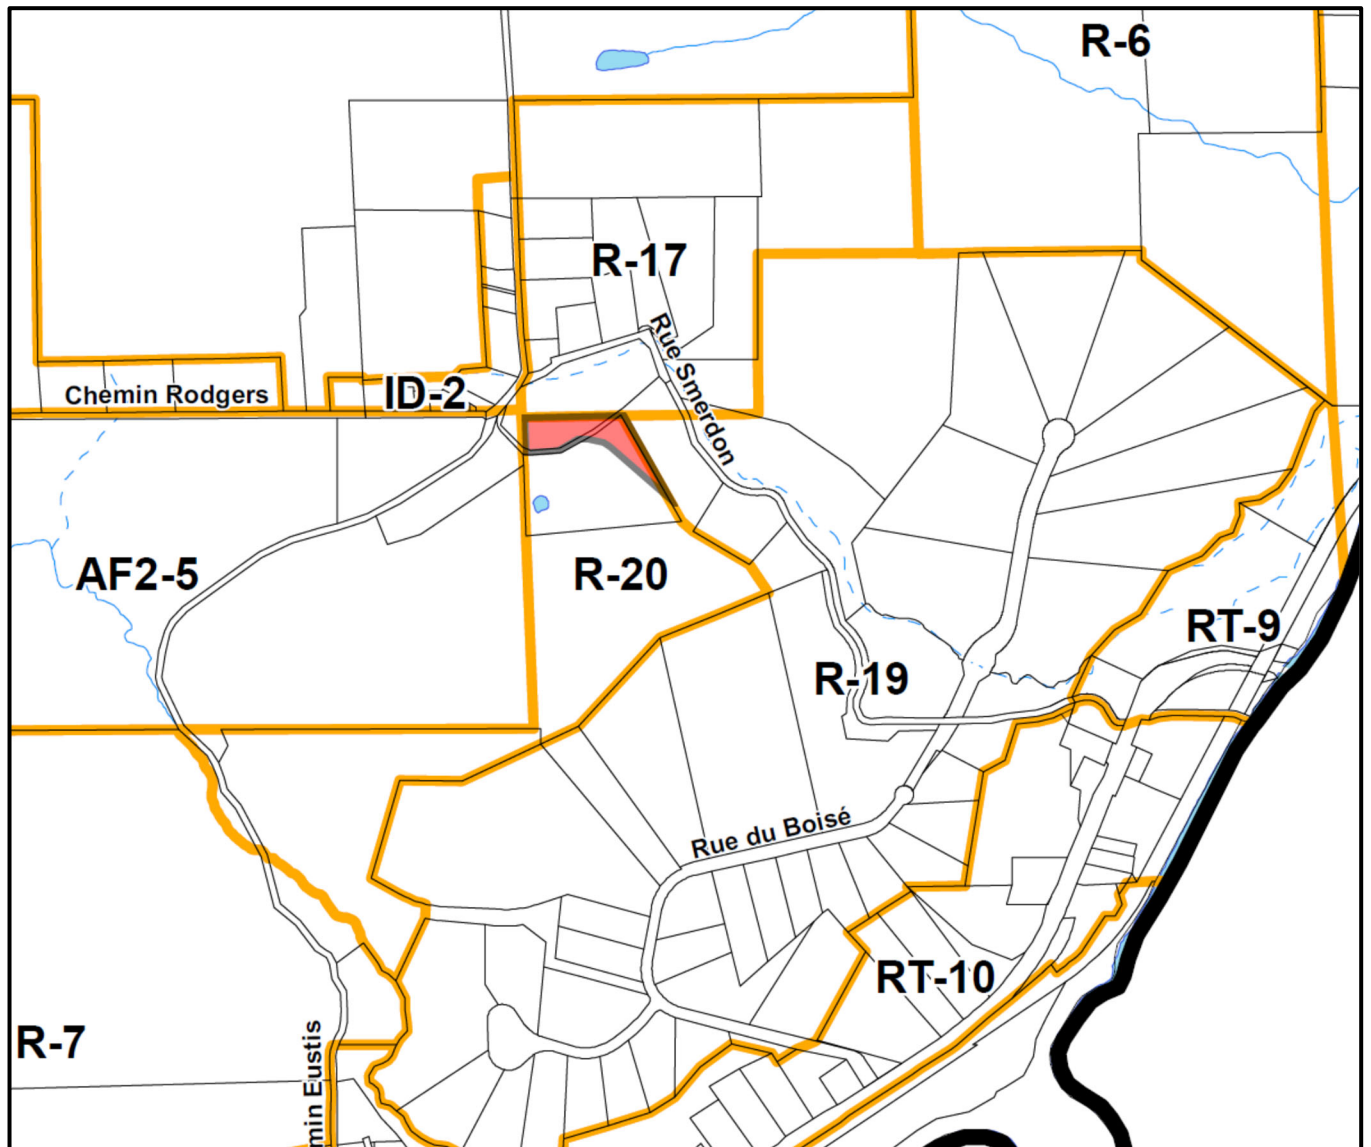 R-6
R-17
Rue Smerdon
Chemin Rodgers
ID-2
AF2-5
R-20
RT-9
R-19
Rue du Boisé
RT-10
R-7
min Eustis